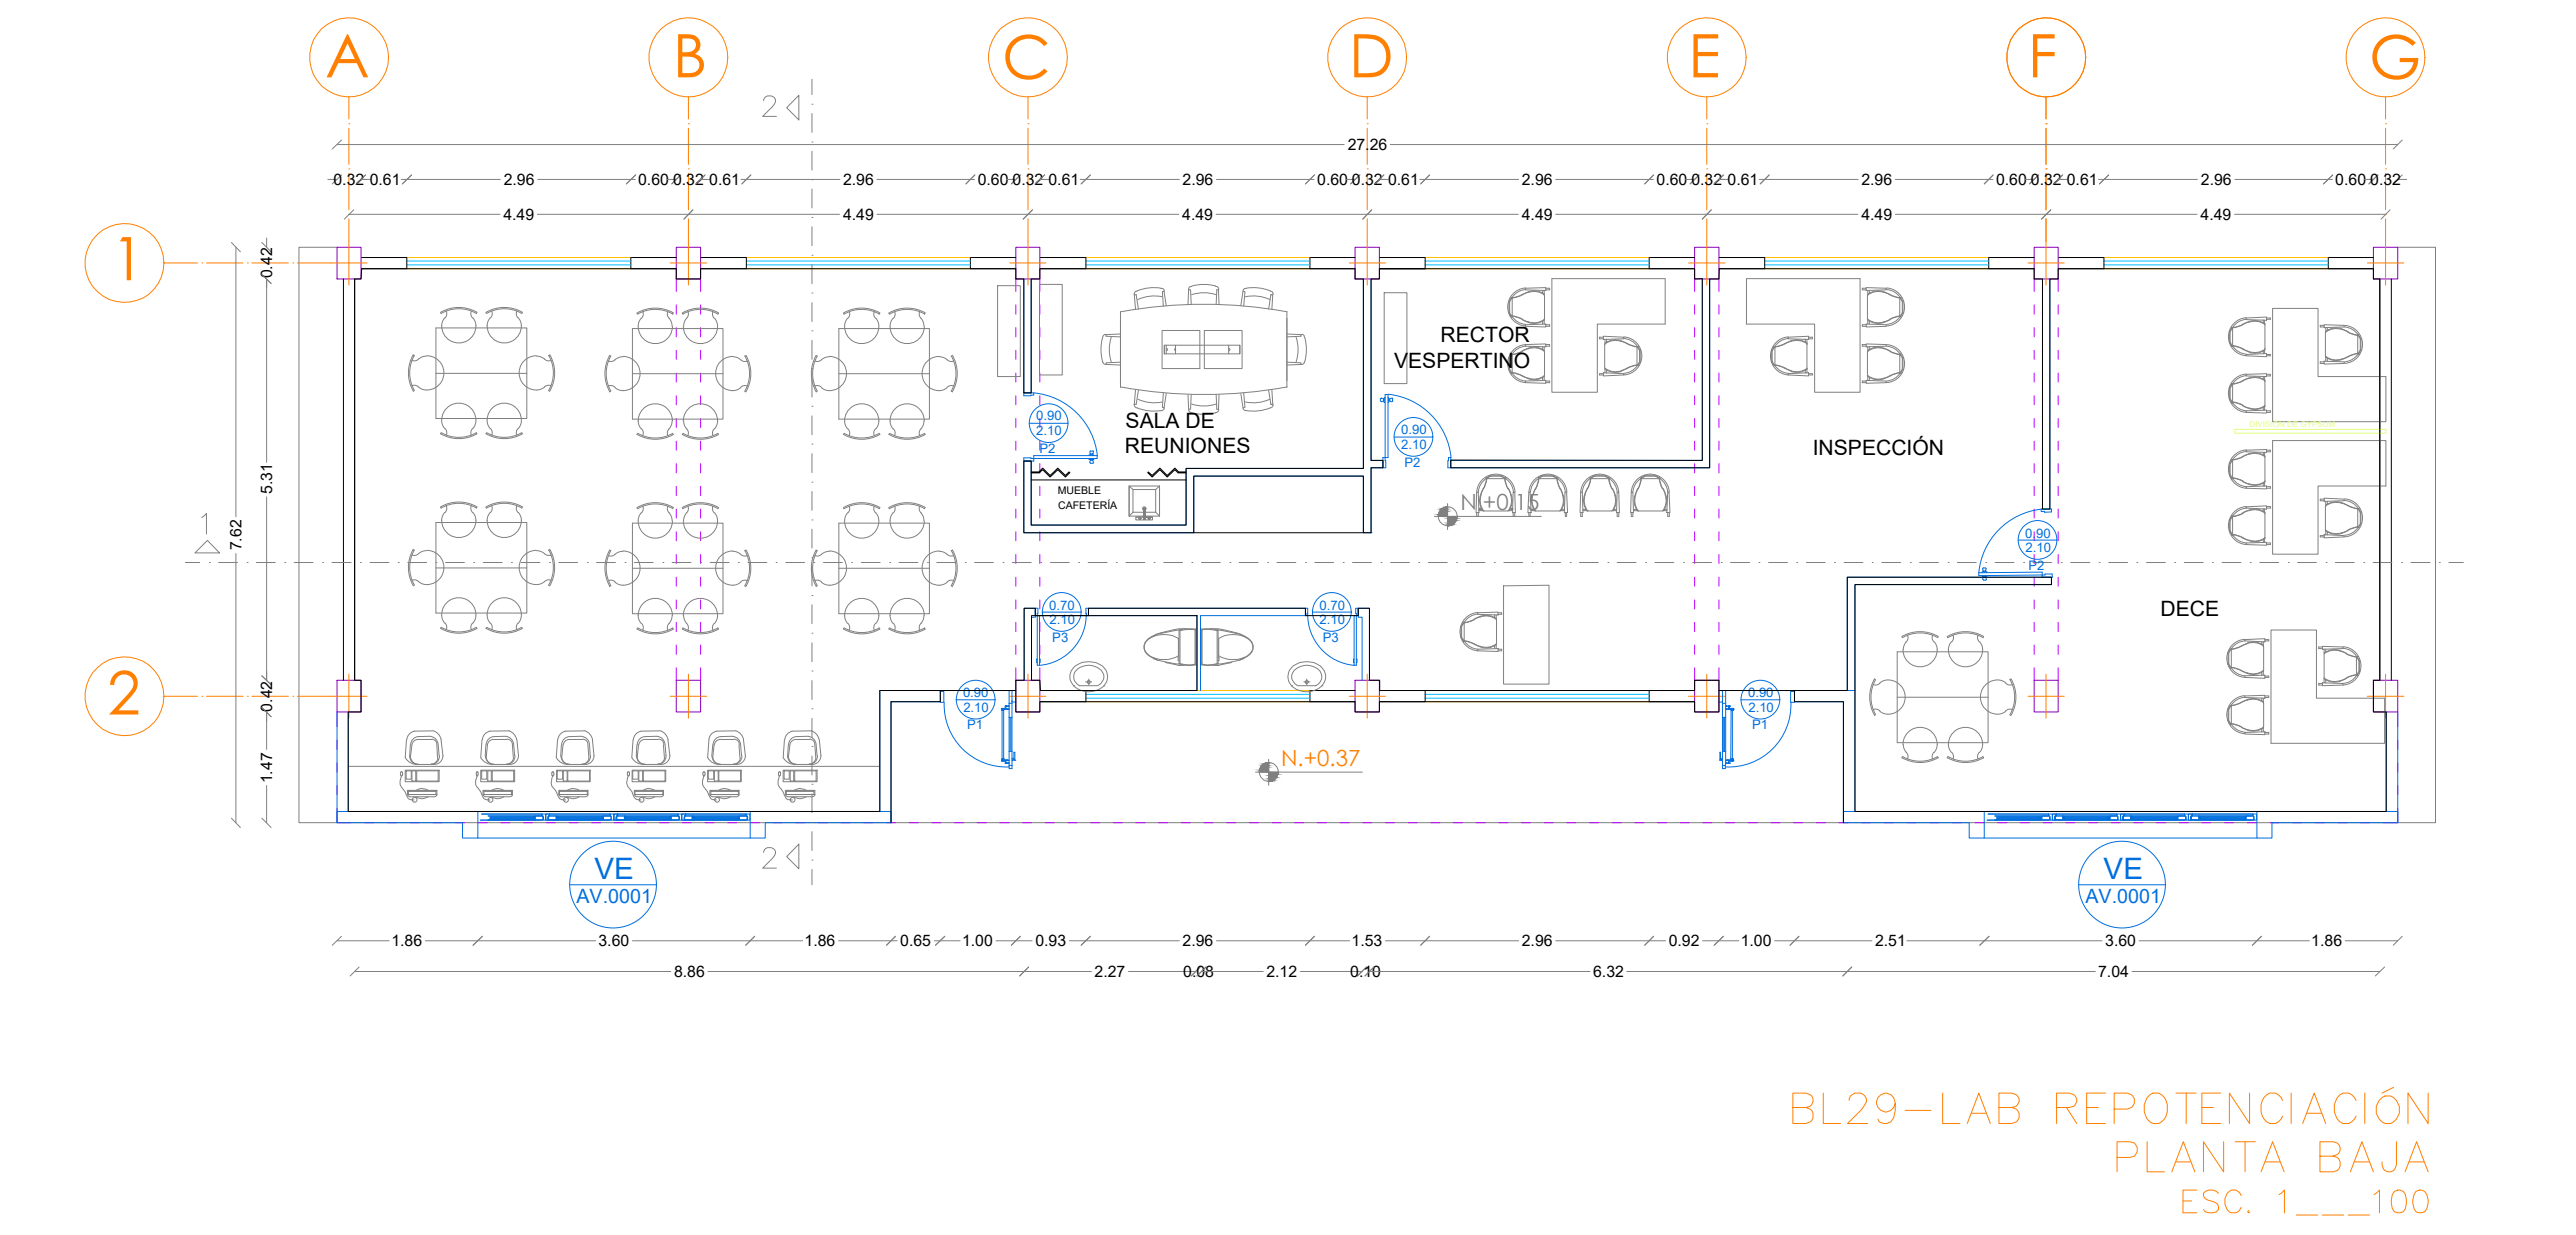 A B C D E F G
2
27.26
0.32 0.61 2.96 0.60 0.32 0.61 2.96 0.60 0.32 0.61 2.96 0.60 0.32 0.61 2.96 0.60 0.32 0.61 2.96 0.60 0.32 0.61 2.96 0.60 0.32
4.49 4.49 4.49 4.49 4.49 4.49
1
0.42
5.31
7.62
1
2
0.42
1.47
RECTOR
VESPERTINO
0.90
2.10
P2
SALA DE
REUNIONES
0.90
2.10
P2
INSPECCIÓN
MUEBLE
CAFETERÍA
N.+0.15
0.90
2.10
P2
DECE
0.70
2.10
P3
0.70
2.10
P3
0.90
2.10
P1
0.90
2.10
P1
N.+0.37
2
VE
AV.0001
VE
AV.0001
1.86 3.60 1.86 0.65 1.00 0.93 2.96 1.53 2.96 0.92 1.00 2.51 3.60 1.86
8.86 2.27 0.08 2.12 0.10 6.32 7.04
BL29-LAB REPOTENCIACIÓN
PLANTA BAJA
ESC. 1___100